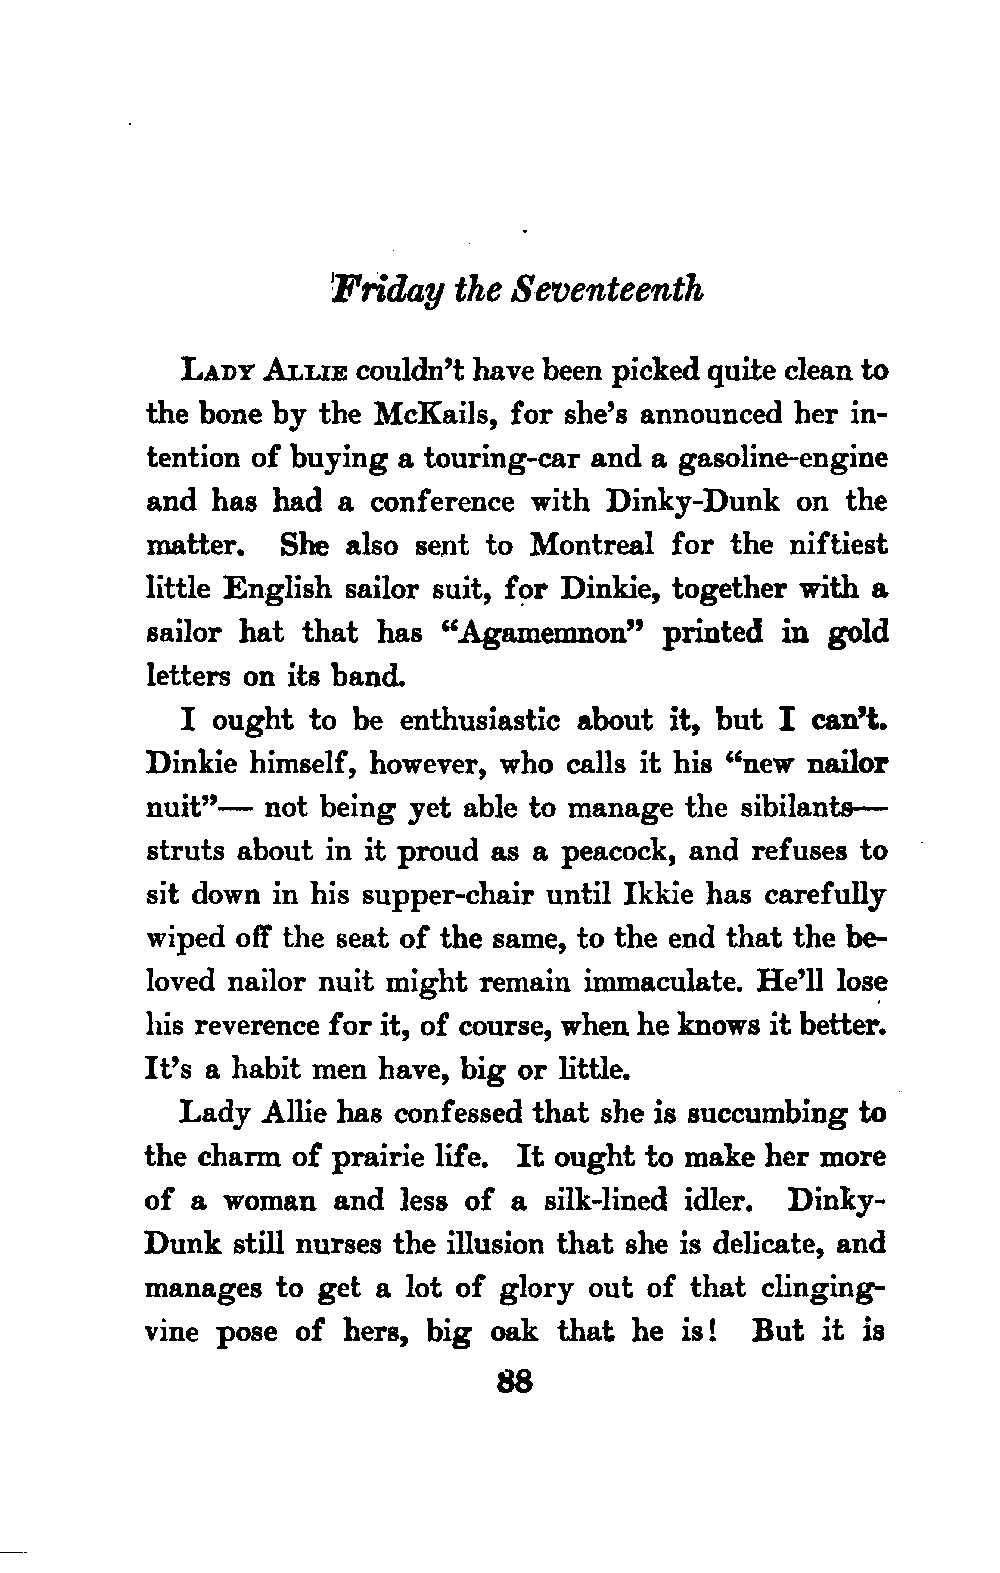 Friday the Seventeenth
LADY ALLIE couldn't have been picked quite clean to
the bone by the McKails, for she's announced her in-
tention of buying a touring-car and a gasoline-engine
and has had a conference with Dinky-Dunk on the
matter. She also sent to Montreal for the niftiest
little English sailor suit, for Dinkie, together with a
sailor hat that has “Agamemnon” printed in gold
letters on its band.
I ought to be enthusiastic about it, but I can't.
Dinkie himself, however, who calls it his “new nailor
nuit”— not being yet able to manage the sibilants—
struts about in it proud as a peacock, and refuses to
sit down in his supper-chair until Ikkie has carefully
wiped off the seat of the same, to the end that the be-
loved nailor nuit might remain immaculate. He'll lose
his reverence for it, of course, when he knows it better.
It's a habit men have, big or little.
Lady Allie has confessed that she is succumbing to
the charm of prairie life. It ought to make her more
of a woman and less of a silk-lined idler. Dinky-
Dunk still nurses the illusion that she is delicate, and
manages to get a lot of glory out of that clinging-
vine pose of hers, big oak that he is! But it is
88